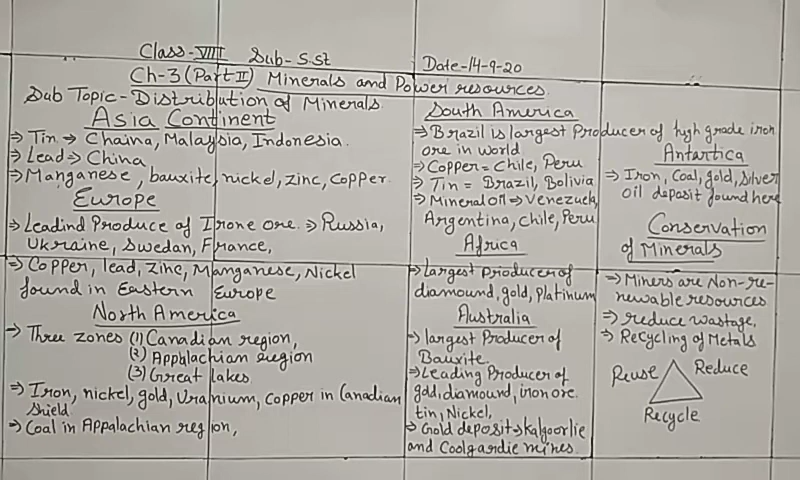 Class-VIII Sub-S.St Date-14-9-20
Ch-3 (Part II) Minerals and Power resources
Sub Topic-Distribution of Minerals
Asia Continent
⇒ Tin → Chaina, Malaysia, Indonesia.
⇒ Lead → China
⇒ Manganese, bauxite, nickel, zinc, copper.
Europe
⇒ Leadind Produce of Irone ore ⇒ Russia,
Ukraine, Swedan, France,
⇒ Copper, lead, zinc, Manganese, Nickel
found in Eastern Europe
North America
→ Three zones (1) Canadian region,
(2) Appulachian region
(3) Great lakes.
⇒ Iron, nickel, gold, Uranium, copper in Canadian
Shield
⇒ Coal in Appalachian region,
South America
⇒ Brazil is largest Producer of high grade iron
ore in world
⇒ Copper = Chile, Peru
⇒ Tin = Brazil, Bolivia
⇒ Mineral oil ⇒ Venezuela,
Argentina, Chile, Peru
Africa
⇒ Largest Producer of
diamound, gold, Platinum
Australia
→ largest Producer of
Bauxite.
⇒ Leading Producer of
gold, diamound, iron ore.
tin, Nickel,
⇒ Gold deposit → kalgoorlie
and Coolgardie mines.
Antartica
⇒ Iron, Coal, gold, Silver
oil deposit found here
Conservation
of Minerals
⇒ Miners are Non-re-
newable resources
⇒ reduce wastage,
⇒ Recycling of Metals
Reuse Reduce
Recycle